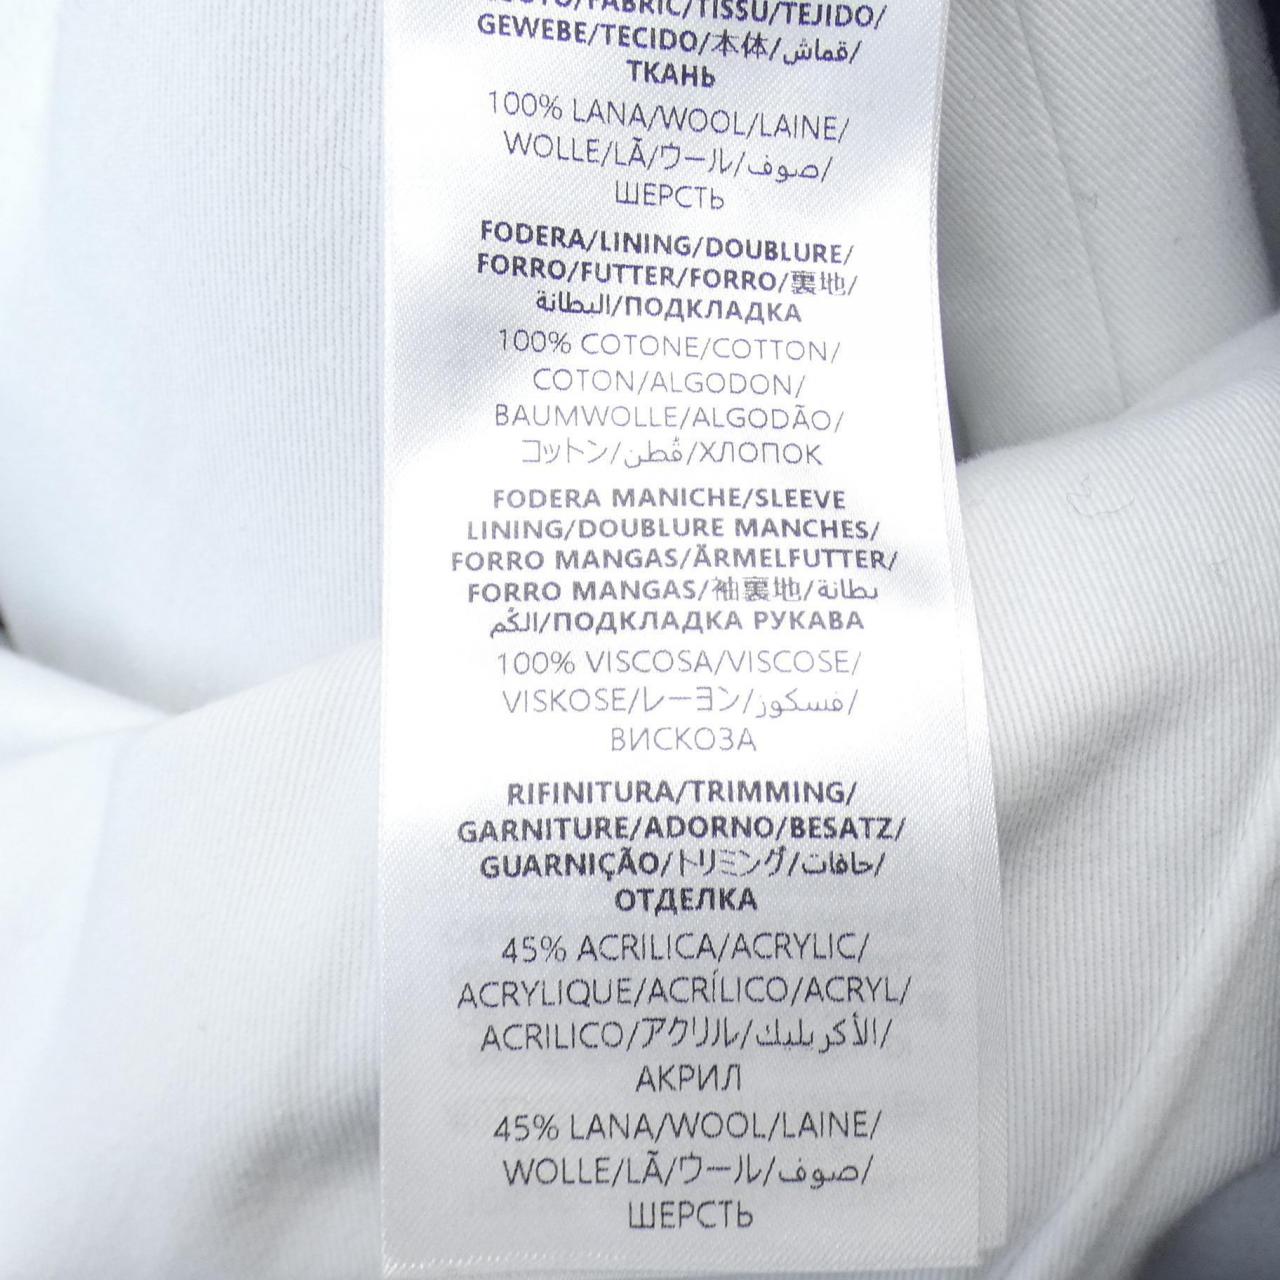 FABRIC/TISSU/TEJIDO/
GEWEBE/TECIDO/本体/قماش/
ТКАНЬ
100% LANA/WOOL/LAINE/
WOLLE/LÃ/ウール/صوف/
ШЕРСТЬ
FODERA/LINING/DOUBLURE/
FORRO/FUTTER/FORRO/裏地/
البطانة/ПОДКЛАДКА
100% COTONE/COTTON/
COTON/ALGODON/
BAUMWOLLE/ALGODÃO/
コットン/قُطن/ХЛОПОК
FODERA MANICHE/SLEEVE
LINING/DOUBLURE MANCHES/
FORRO MANGAS/ÄRMELFUTTER/
FORRO MANGAS/袖裏地/بطانة
الكُم/ПОДКЛАДКА РУКАВА
100% VISCOSA/VISCOSE/
VISKOSE/レーヨン/فسكوز/
ВИСКОЗА
RIFINITURA/TRIMMING/
GARNITURE/ADORNO/BESATZ/
GUARNIÇÃO/トリミング/حافات/
ОТДЕЛКА
45% ACRILICA/ACRYLIC/
ACRYLIQUE/ACRÍLICO/ACRYL/
ACRILICO/アクリル/الأكريليك/
АКРИЛ
45% LANA/WOOL/LAINE/
WOLLE/LÃ/ウール/صوف/
ШЕРСТЬ